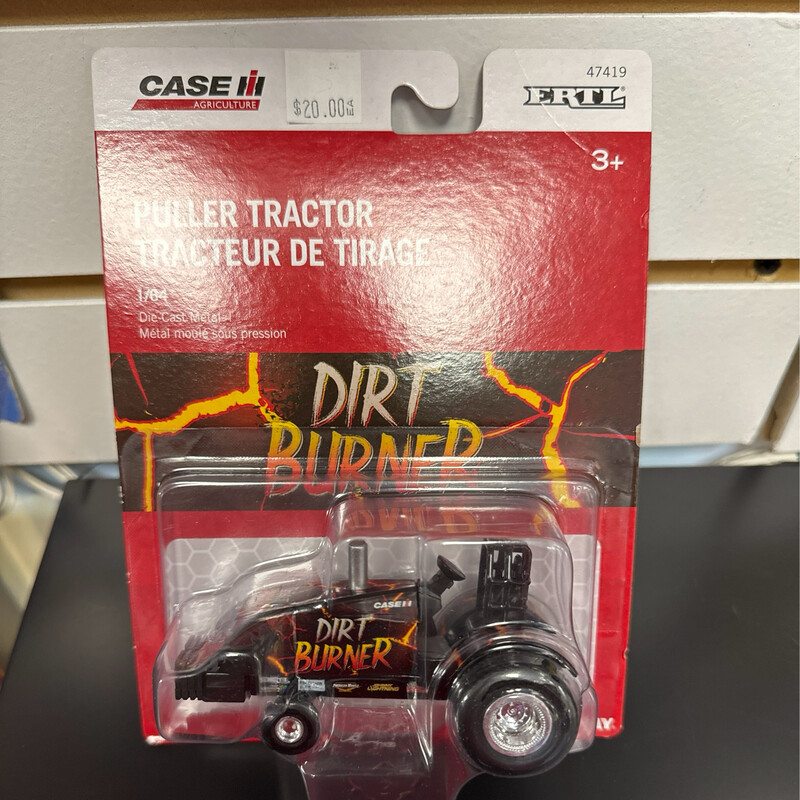 CASE IH
AGRICULTURE
$20.00
47419
ERTL
3+
PULLER TRACTOR
TRACTEUR DE TIRAGE
1/64
Die-Cast Metal
Métal moulé sous pression
DIRT
BURNER
CASE IH
DIRT
BURNER
LIGHTNING